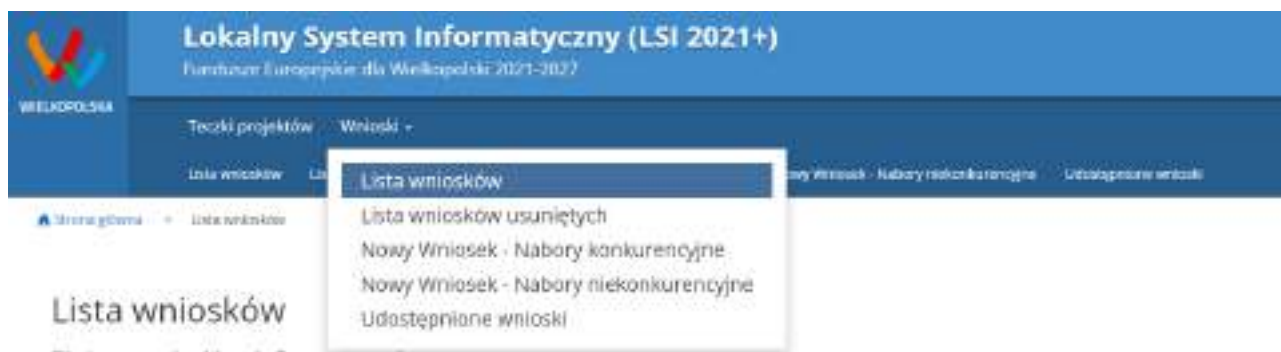 Lokalny System Informatyczny (LSI 2021+)
Fundusze Europejskie dla Wielkopolski 2021-2027
WIELKOPOLSKA
Teczki projektów Wnioski
Lista wniosków
Nowy Wniosek - Nabory niekonkurencyjne Udostępnione wnioski
Lista wniosków
Lista wniosków usuniętych
Nowy Wniosek - Nabory konkurencyjne
Nowy Wniosek - Nabory niekonkurencyjne
Udostępnione wnioski
Strona główna Lista wniosków
Lista wniosków